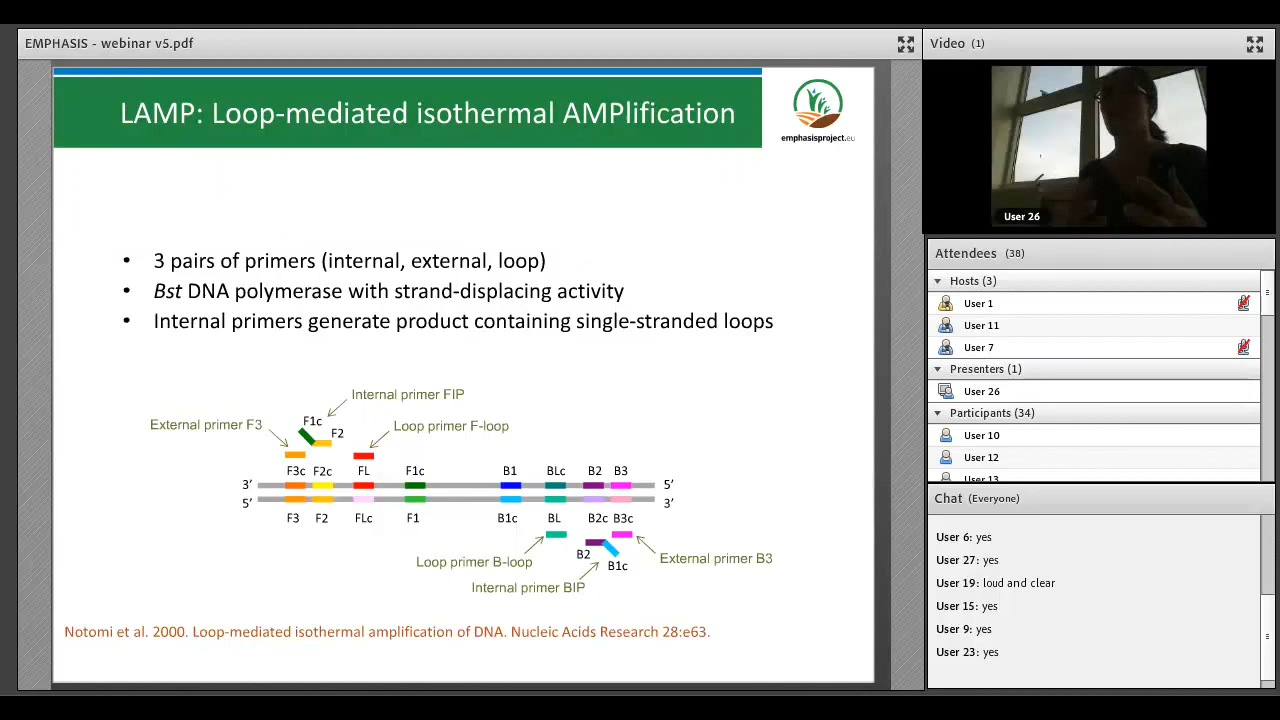 EMPHASIS - webinar v5.pdf
LAMP: Loop-mediated isothermal AMPlification
emphasisproject.eu
• 3 pairs of primers (internal, external, loop)
• Bst DNA polymerase with strand-displacing activity
• Internal primers generate product containing single-stranded loops
Internal primer FIP
External primer F3
F1c
F2
Loop primer F-loop
F3c F2c FL F1c B1 BLc B2 B3
3’ 5’
5’ 3’
F3 F2 FLc F1 B1c BL B2c B3c
Loop primer B-loop
B2
B1c
External primer B3
Internal primer BIP
Notomi et al. 2000. Loop-mediated isothermal amplification of DNA. Nucleic Acids Research 28:e63.
Video (1)
User 26
Attendees (38)
Hosts (3)
User 1
User 11
User 7
Presenters (1)
User 26
Participants (34)
User 10
User 12
User 13
Chat (Everyone)
User 6: yes
User 27: yes
User 19: loud and clear
User 15: yes
User 9: yes
User 23: yes